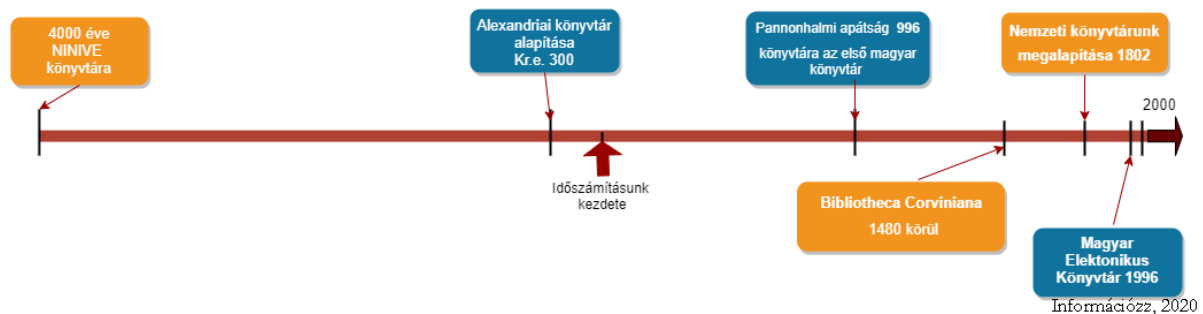 4000 éve
NINIVE
könyvtára
Alexandriai könyvtár
alapítása
Kr.e. 300
Pannonhalmi apátság 996
könyvtára az első magyar
könyvtár
Nemzeti könyvtárunk
megalapítása 1802
2000
Időszámításunk
kezdete
Bibliotheca Corviniana
1480 körül
Magyar
Elektonikus
Könyvtár 1996
Információzz, 2020